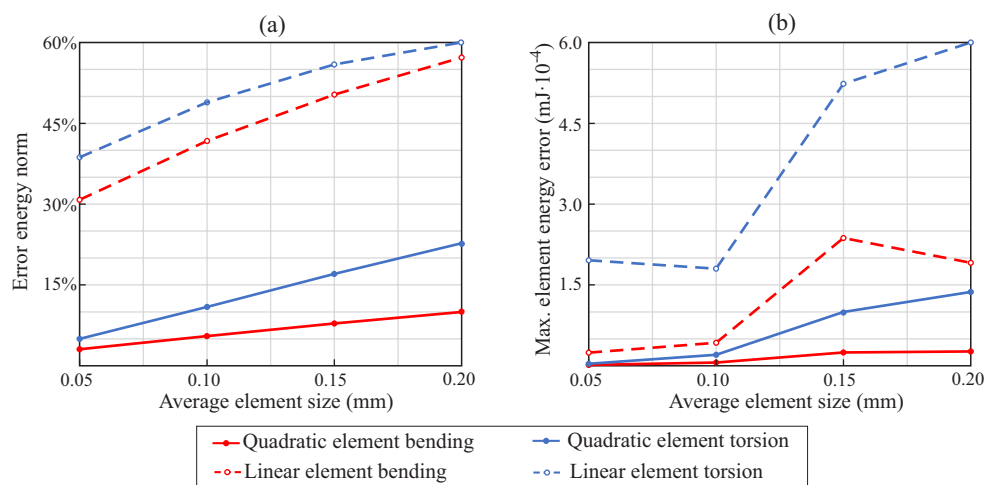 (a)
60%
45%
30%
15%
Error energy norm
0.05 0.10 0.15 0.20
Average element size (mm)
(b)
6.0
4.5
3.0
1.5
Max. element energy error (mJ·10⁻⁴)
0.05 0.10 0.15 0.20
Average element size (mm)
Quadratic element bending
Quadratic element torsion
Linear element bending
Linear element torsion